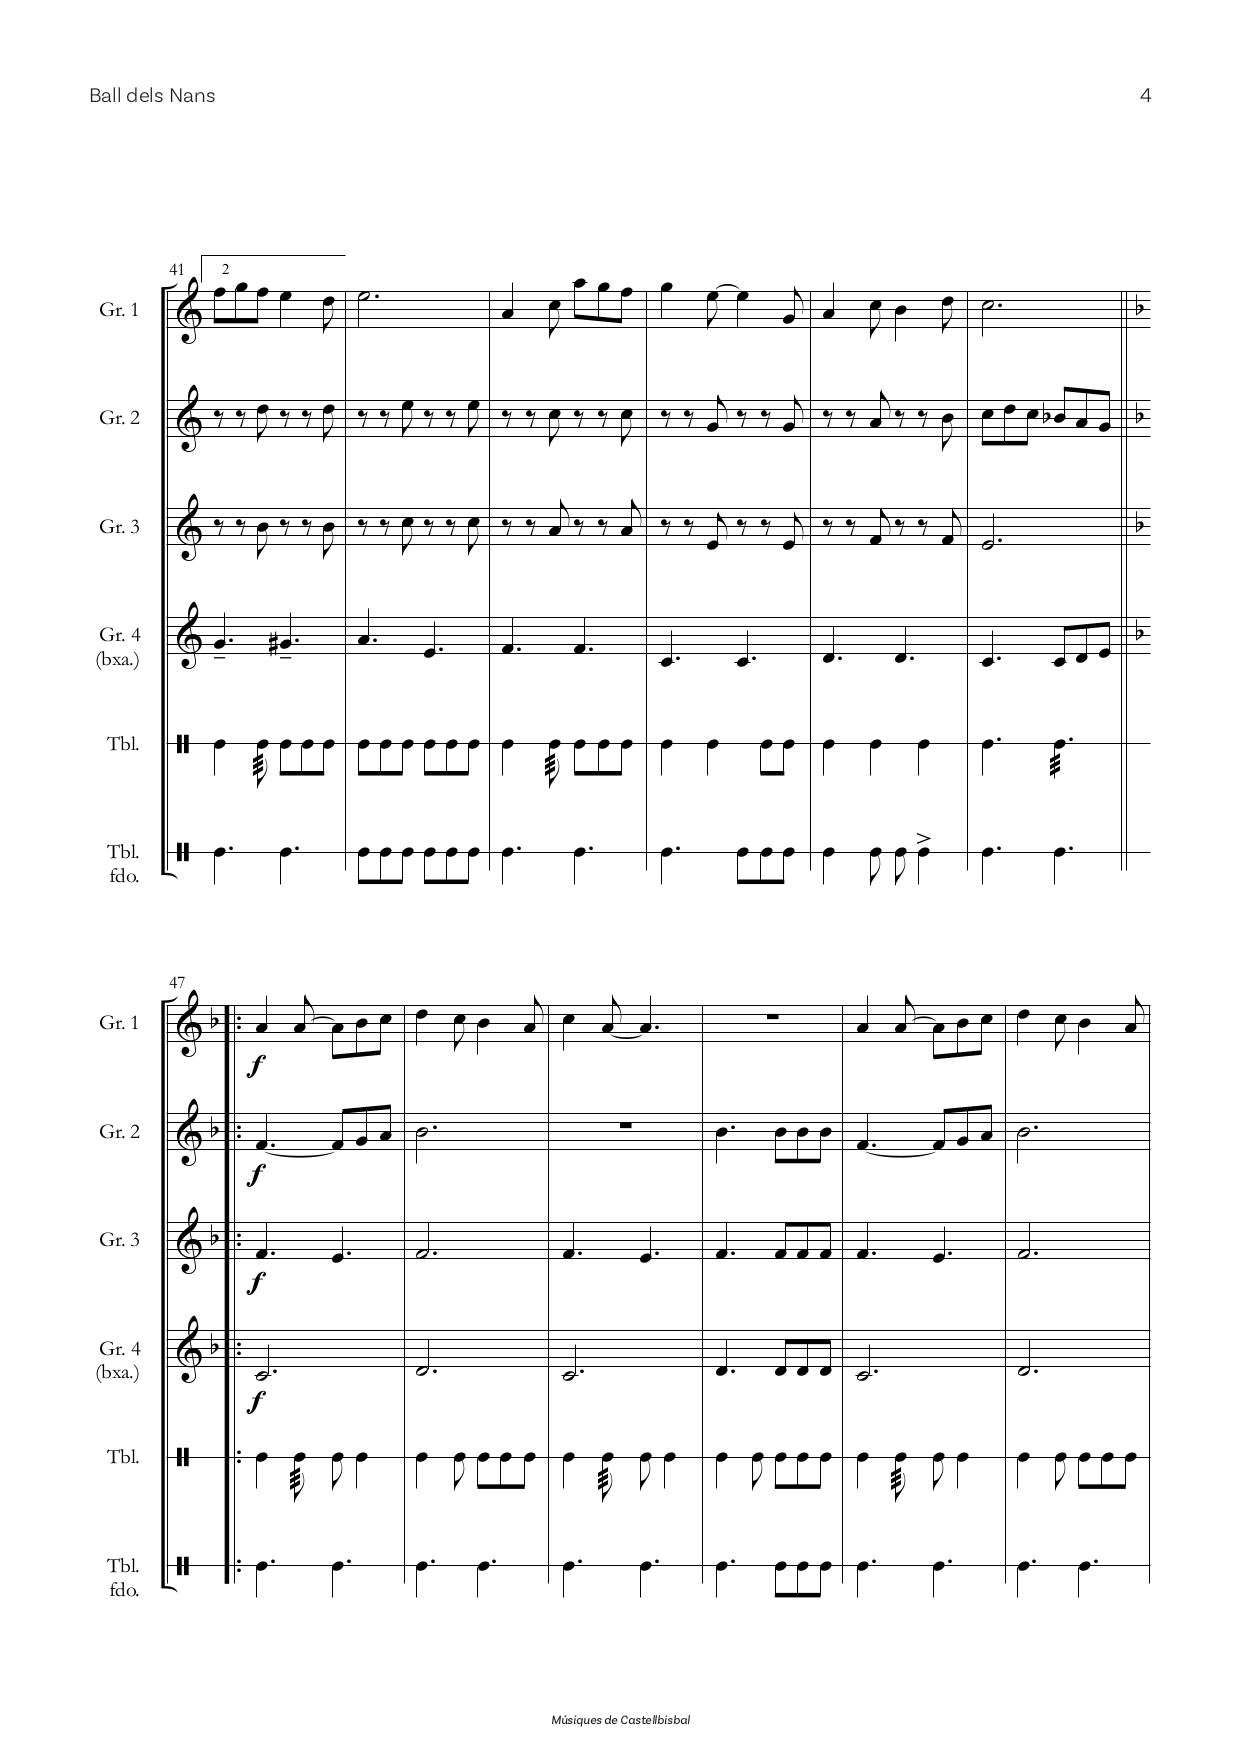 Ball dels Nans 4
41 2
Gr. 1
Gr. 2
Gr. 3
Gr. 4
(bxa.)
Tbl.
Tbl.
fdo.
47
Gr. 1
f
Gr. 2
f
Gr. 3
f
Gr. 4
(bxa.)
f
Tbl.
Tbl.
fdo.
Músiques de Castellbisbal